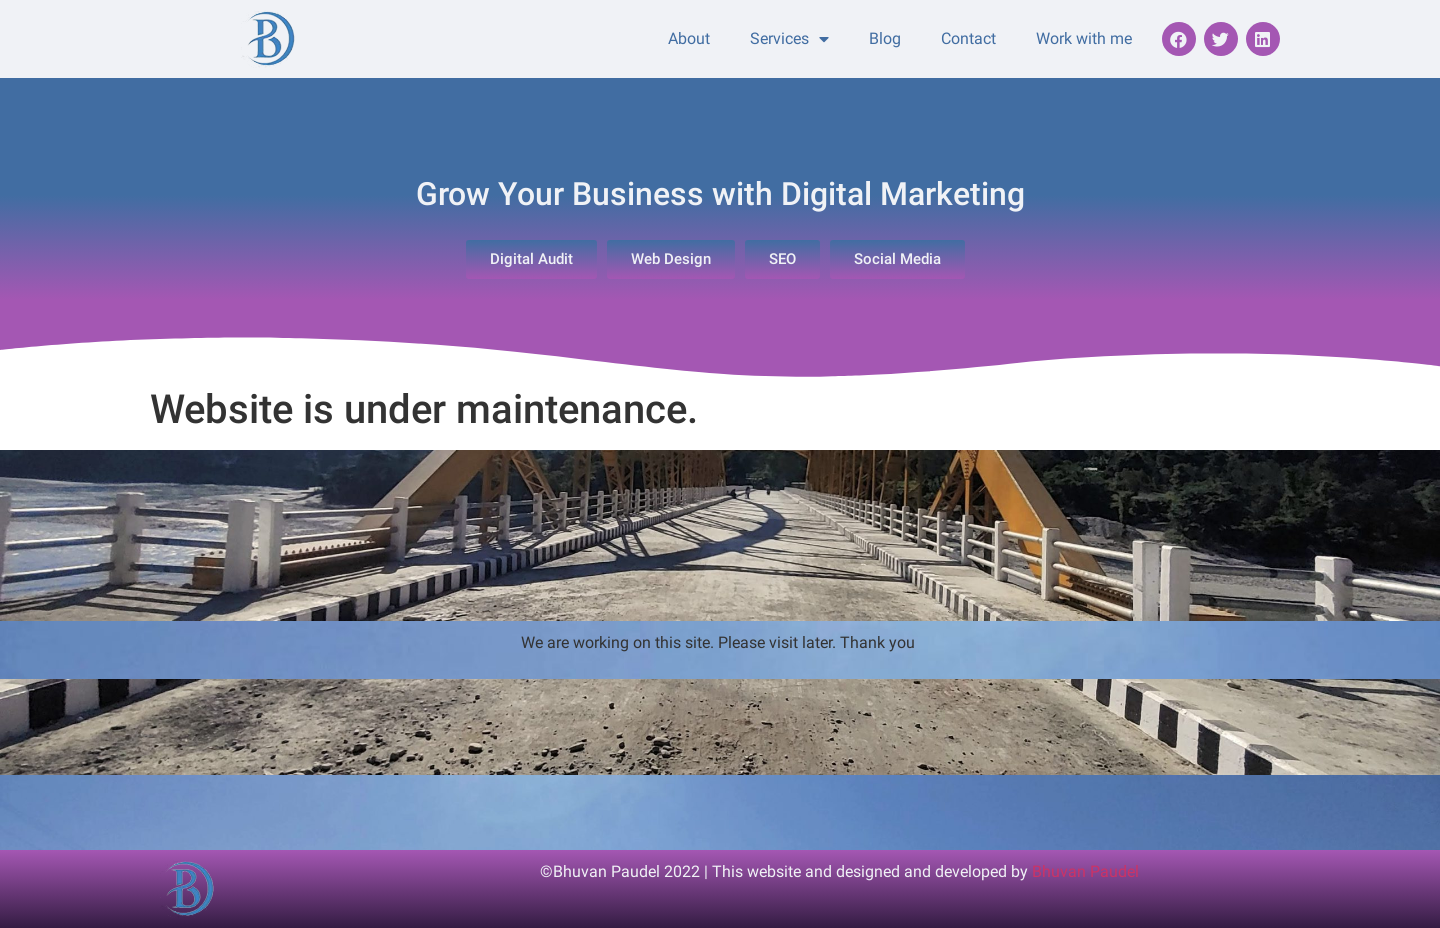 B
About Services Blog Contact Work with me
Grow Your Business with Digital Marketing
Digital Audit Web Design SEO Social Media
Website is under maintenance.
We are working on this site. Please visit later. Thank you
B
©Bhuvan Paudel 2022 | This website and designed and developed by Bhuvan Paudel